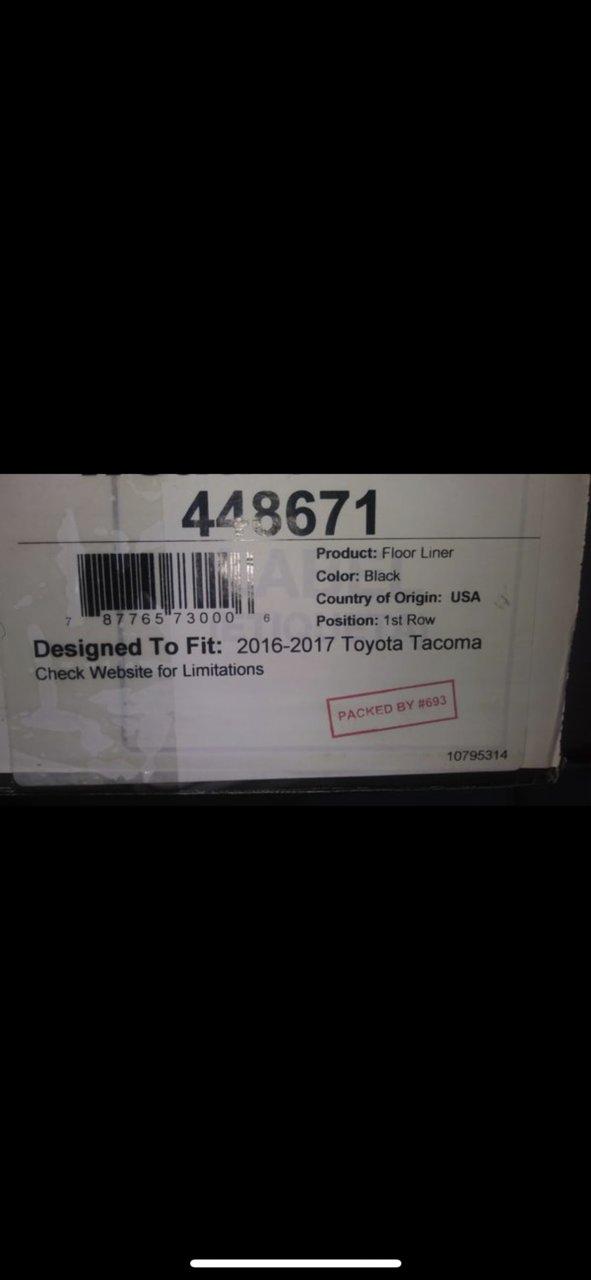 448671
Product: Floor Liner
Color: Black
Country of Origin: USA
Position: 1st Row
7 87765 73000 6
Designed To Fit: 2016-2017 Toyota Tacoma
Check Website for Limitations
PACKED BY #693
10795314